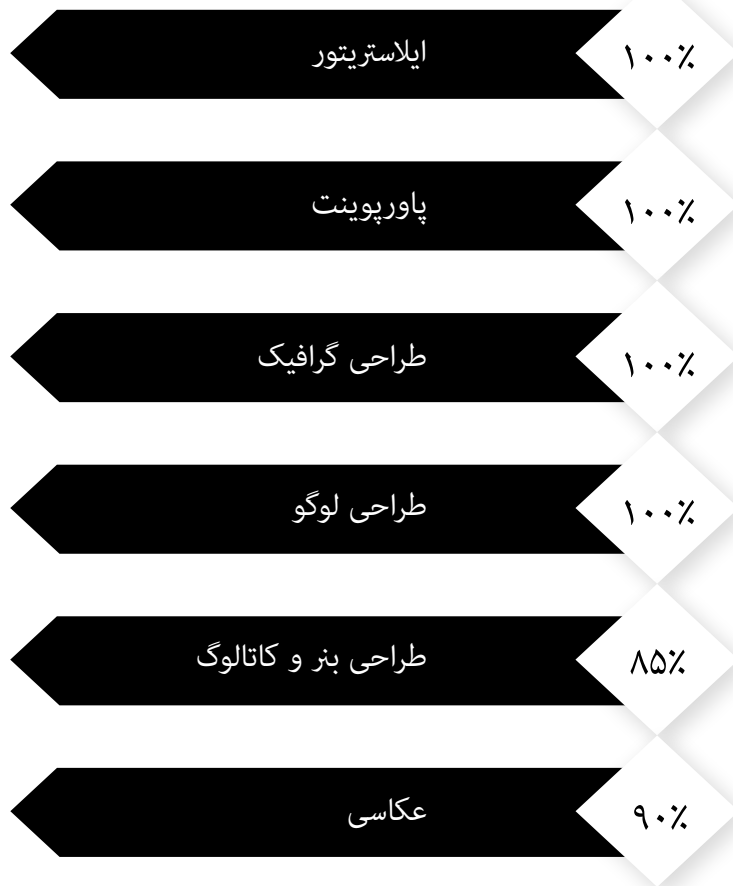 ۱۰۰٪ ایلاستریتور
۱۰۰٪ پاورپوینت
۱۰۰٪ طراحی گرافیک
۱۰۰٪ طراحی لوگو
۸۵٪ طراحی بنر و کاتالوگ
۹۰٪ عکاسی